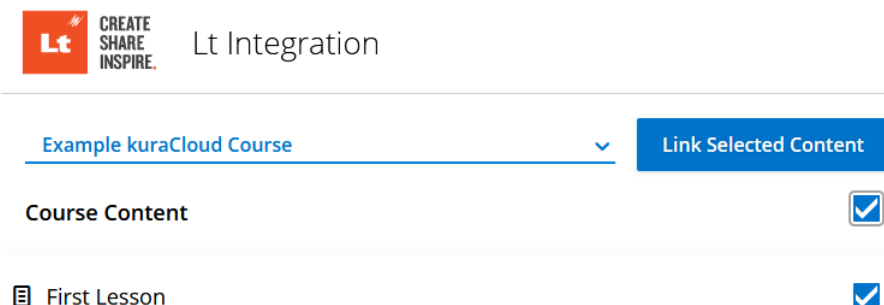 Lt
CREATE
SHARE
INSPIRE.
Lt Integration
Example kuraCloud Course
Link Selected Content
Course Content
First Lesson